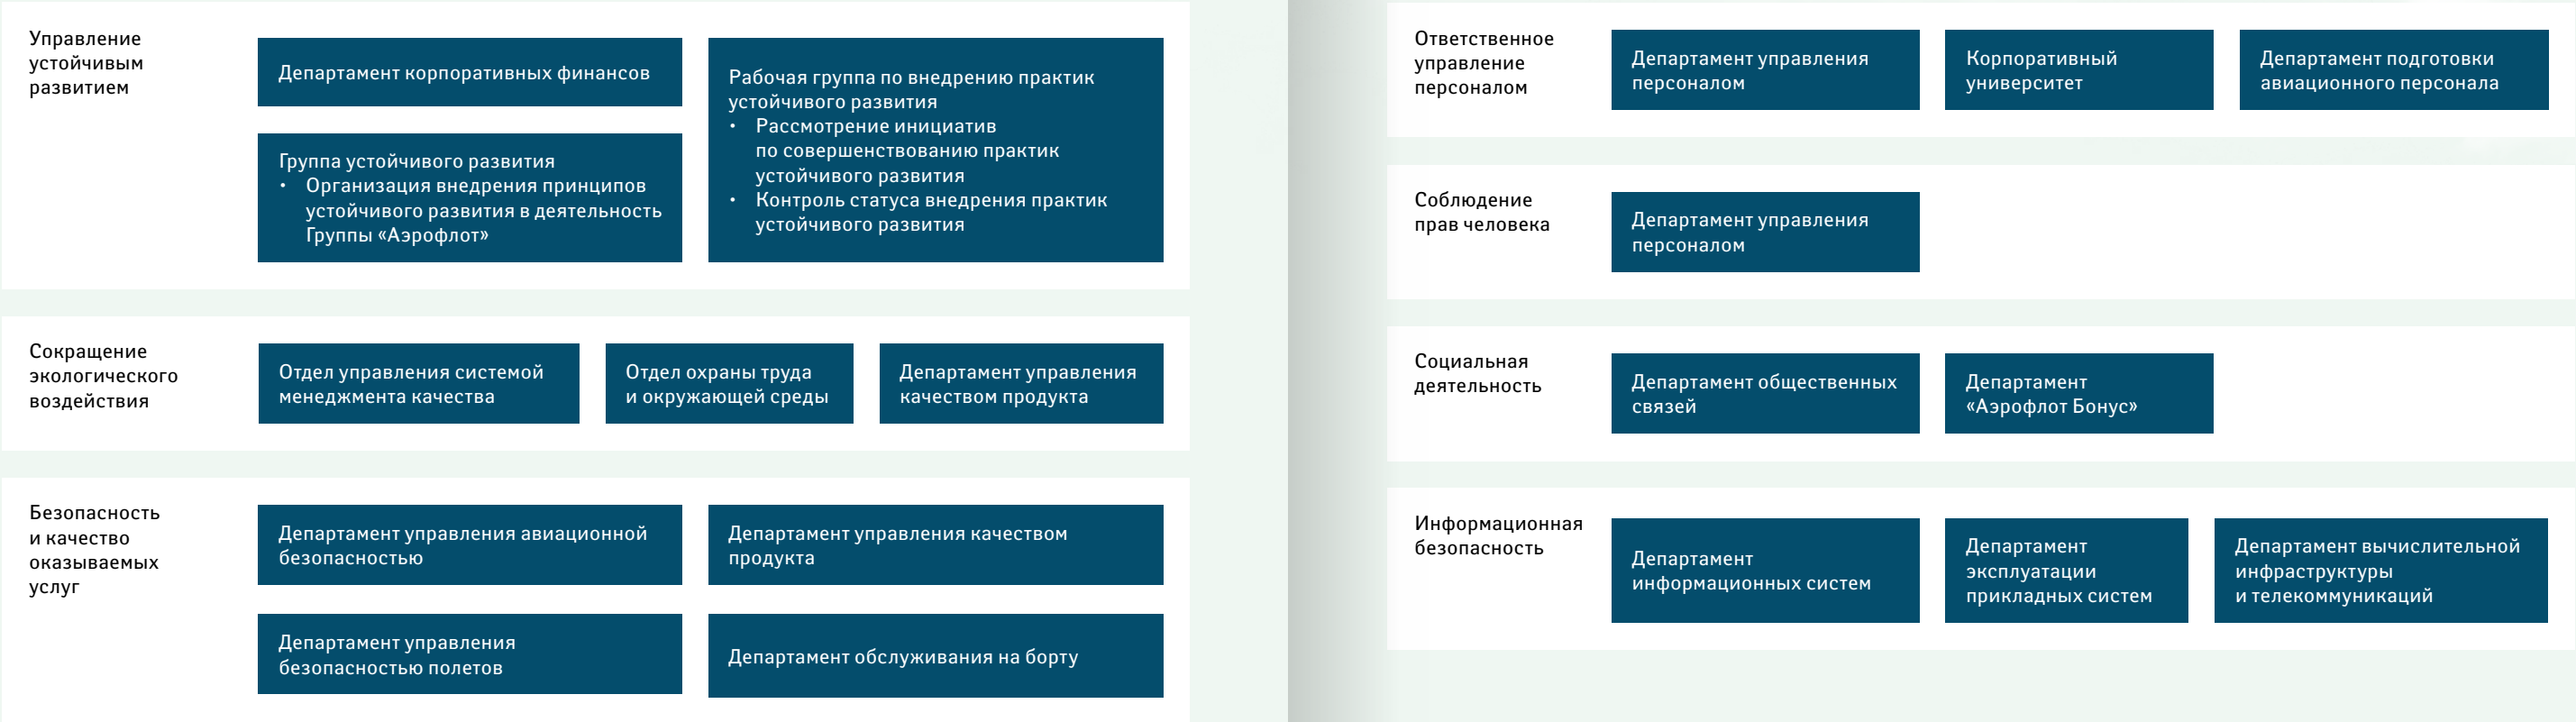 Управление
устойчивым
развитием
Департамент корпоративных финансов
Группа устойчивого развития
• Организация внедрения принципов
устойчивого развития в деятельность
Группы «Аэрофлот»
Рабочая группа по внедрению практик
устойчивого развития
• Рассмотрение инициатив
по совершенствованию практик
устойчивого развития
• Контроль статуса внедрения практик
устойчивого развития
Сокращение
экологического
воздействия
Отдел управления системой
менеджмента качества
Отдел охраны труда
и окружающей среды
Департамент управления
качеством продукта
Безопасность
и качество
оказываемых
услуг
Департамент управления авиационной
безопасностью
Департамент управления качеством
продукта
Департамент управления
безопасностью полетов
Департамент обслуживания на борту
Ответственное
управление
персоналом
Департамент управления
персоналом
Корпоративный
университет
Департамент подготовки
авиационного персонала
Соблюдение
прав человека
Департамент управления
персоналом
Социальная
деятельность
Департамент общественных
связей
Департамент
«Аэрофлот Бонус»
Информационная
безопасность
Департамент
информационных систем
Департамент
эксплуатации
прикладных систем
Департамент вычислительной
инфраструктуры
и телекоммуникаций